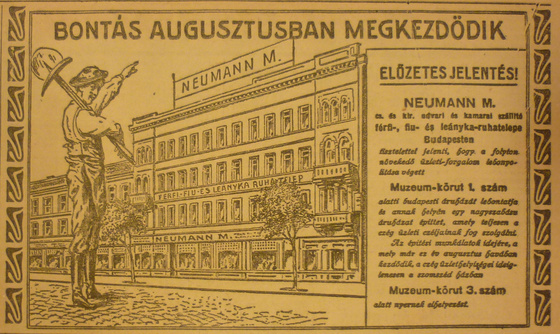 BONTÁS AUGUSZTUSBAN MEGKEZDŐDIK
NEUMANN M.
FÉRFI-, FIU- ÉS LEÁNYKA RUHATELEP
NEUMANN M.
ELŐZETES JELENTÉS!
NEUMANN M.
cs. és kir. udvari és kamarai szállító
férfi-, fiu- és leányka-ruhatelepe
Budapesten
tisztelettel jelenti, hogy a folyton
növekedő üzleti-forgalom lebonyo-
lítása végett
Muzeum-körut 1. szám
alatti budapesti áruházát lebontatja
és annak helyén egy nagyszabásu
áruházat építtet, amely teljesen a
cég üzleti céljainak fog szolgálni.
Az építési munkálatok idejére, a
mely már ez év augusztus havában
kezdődik, a cég üzlethelyiségei ideig-
lenesen a szomszéd házban
Muzeum-körut 3. szám
alatt nyernek elhelyezést.